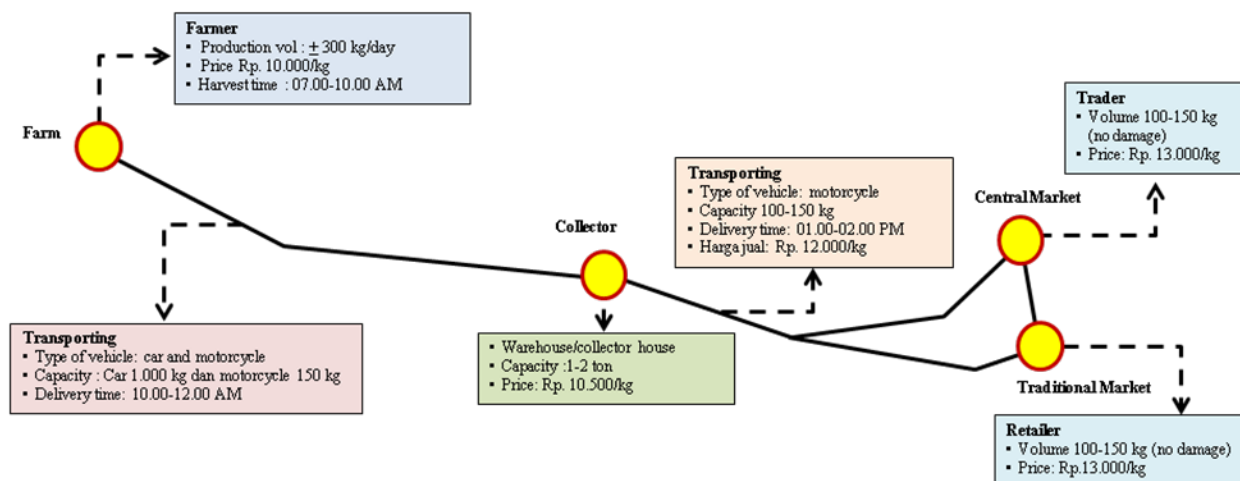 Farmer
▪ Production vol : ± 300 kg/day
▪ Price Rp. 10.000/kg
▪ Harvest time : 07.00-10.00 AM
Farm
Transporting
▪ Type of vehicle: car and motorcycle
▪ Capacity : Car 1.000 kg dan motorcycle 150 kg
▪ Delivery time: 10.00-12.00 AM
Collector
▪ Warehouse/collector house
▪ Capacity :1-2 ton
▪ Price: Rp. 10.500/kg
Transporting
▪ Type of vehicle: motorcycle
▪ Capacity 100-150 kg
▪ Delivery time: 01.00-02.00 PM
▪ Harga jual: Rp. 12.000/kg
Trader
▪ Volume 100-150 kg
(no damage)
▪ Price: Rp. 13.000/kg
Central Market
Traditional Market
Retailer
▪ Volume 100-150 kg (no damage)
▪ Price: Rp.13.000/kg